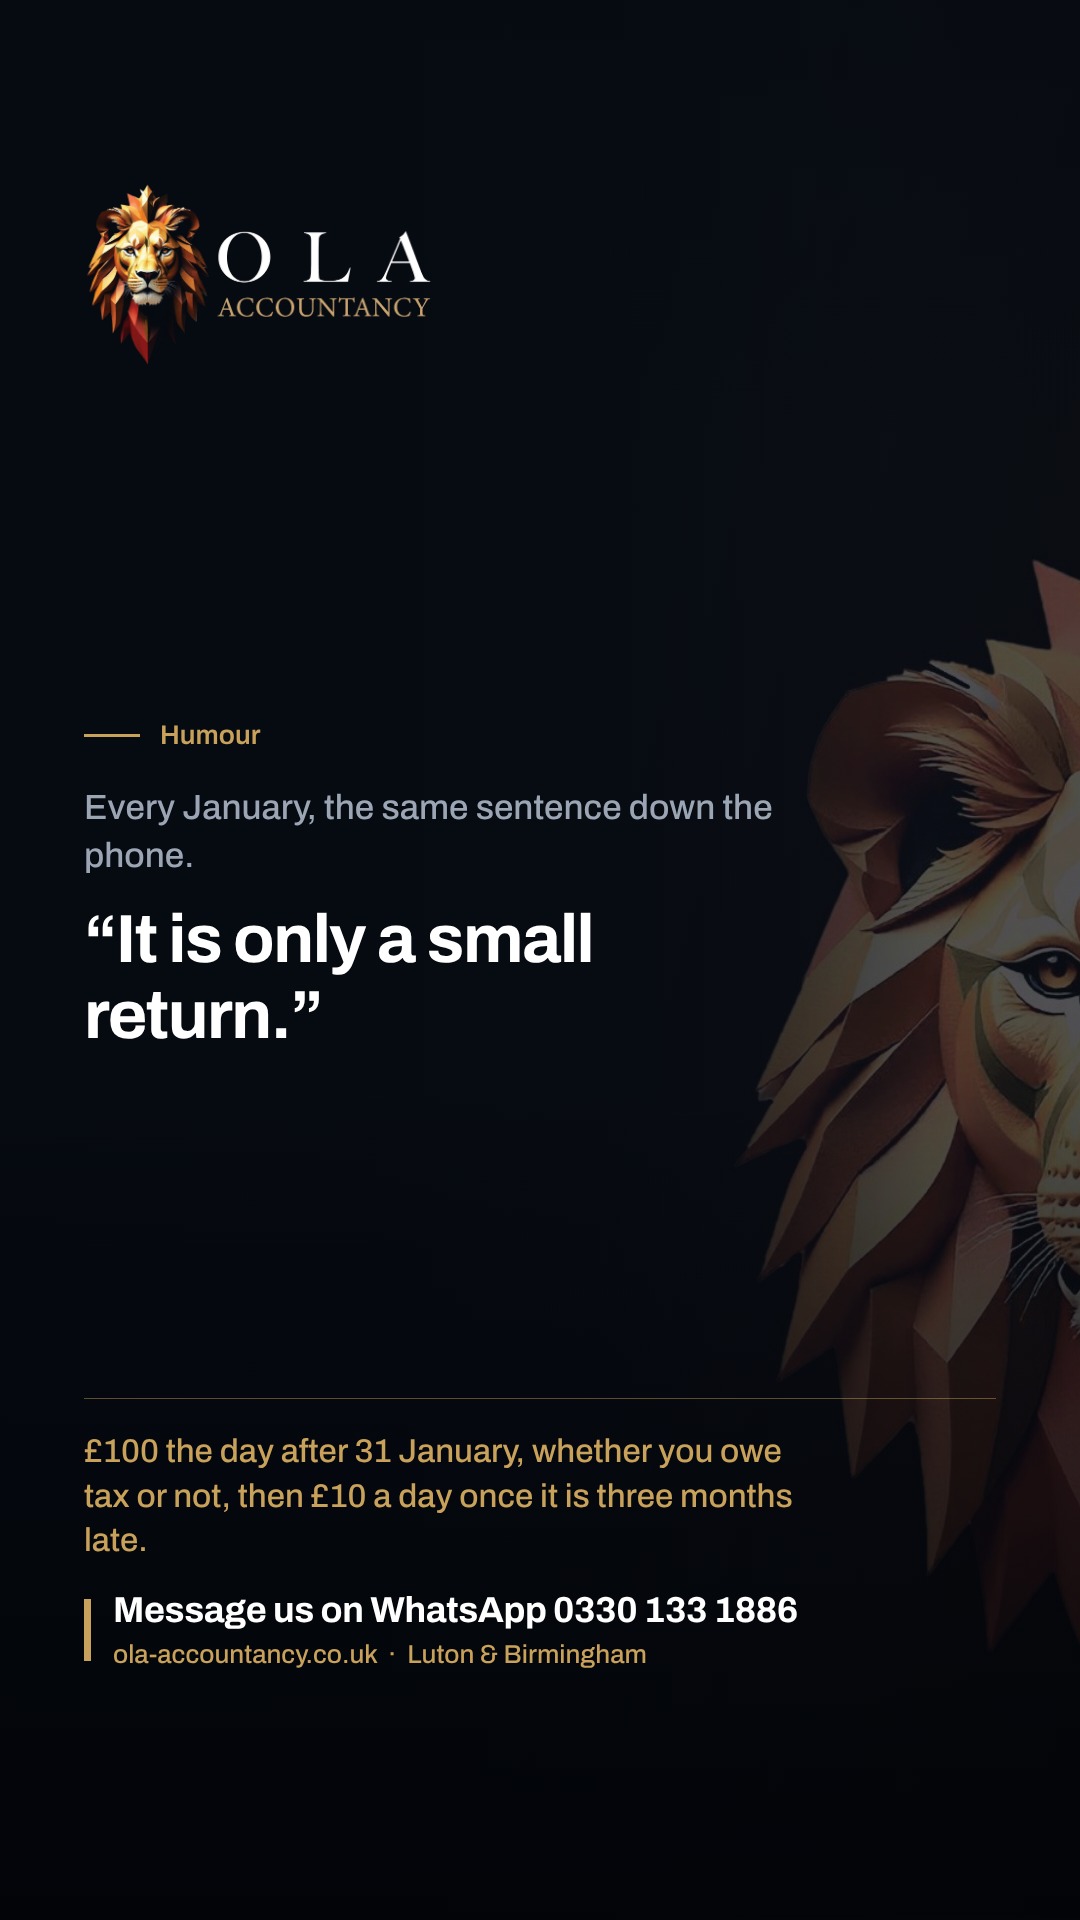 OLA
ACCOUNTANCY
Humour
Every January, the same sentence down the
phone.
“It is only a small
return.”
£100 the day after 31 January, whether you owe
tax or not, then £10 a day once it is three months
late.
Message us on WhatsApp 0330 133 1886
ola-accountancy.co.uk · Luton & Birmingham